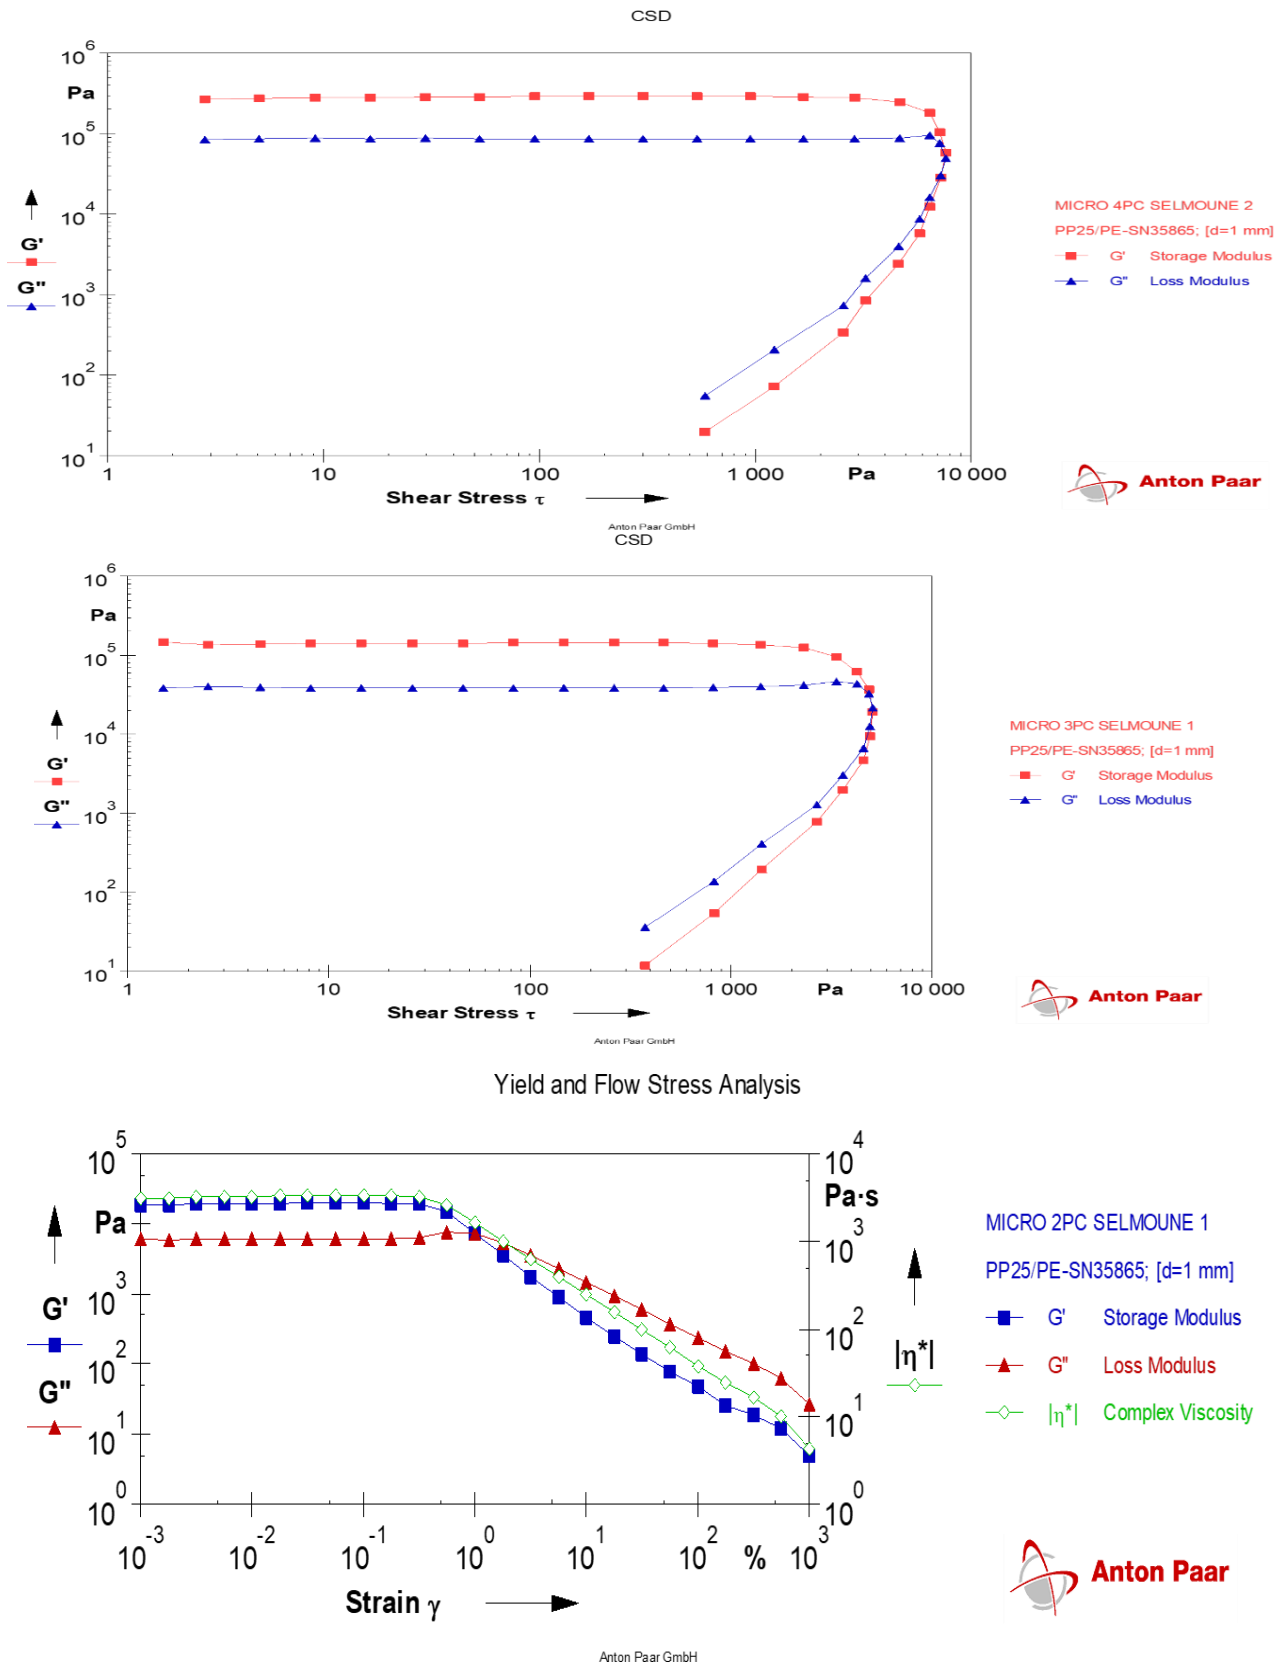 CSD
10^6
Pa
10^5
10^4
G'
G"
10^3
10^2
10^1
1 10 100 1 000 Pa 10 000
Shear Stress τ
MICRO 4PC SELMOUNE 2
PP25/PE-SN35865; [d=1 mm]
G' Storage Modulus
G" Loss Modulus
Anton Paar
Anton Paar GmbH
CSD
10^6
Pa
10^5
10^4
G'
G"
10^3
10^2
10^1
1 10 100 1 000 Pa 10 000
Shear Stress τ
MICRO 3PC SELMOUNE 1
PP25/PE-SN35865; [d=1 mm]
G' Storage Modulus
G" Loss Modulus
Anton Paar
Anton Paar GmbH
Yield and Flow Stress Analysis
10^5
Pa
10^3
G'
10^2
G"
10^1
10^0
10^4
Pa·s
10^3
10^2
|η*|
10^1
10^0
10^-3 10^-2 10^-1 10^0 10^1 10^2 % 10^3
Strain γ
MICRO 2PC SELMOUNE 1
PP25/PE-SN35865; [d=1 mm]
G' Storage Modulus
G" Loss Modulus
|η*| Complex Viscosity
Anton Paar
Anton Paar GmbH